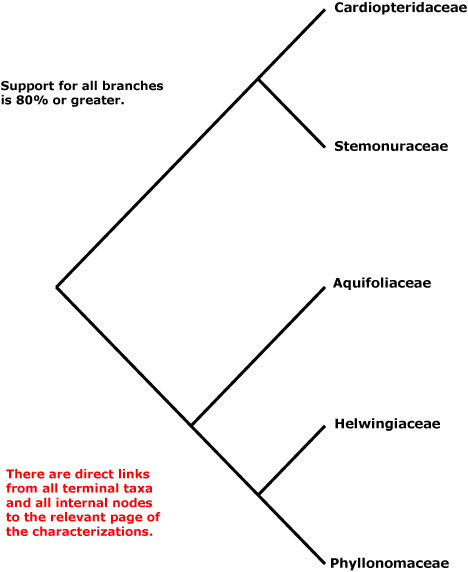 Cardiopteridaceae
Support for all branches
is 80% or greater.
Stemonuraceae
Aquifoliaceae
Helwingiaceae
There are direct links
from all terminal taxa
and all internal nodes
to the relevant page of
the characterizations.
Phyllonomaceae